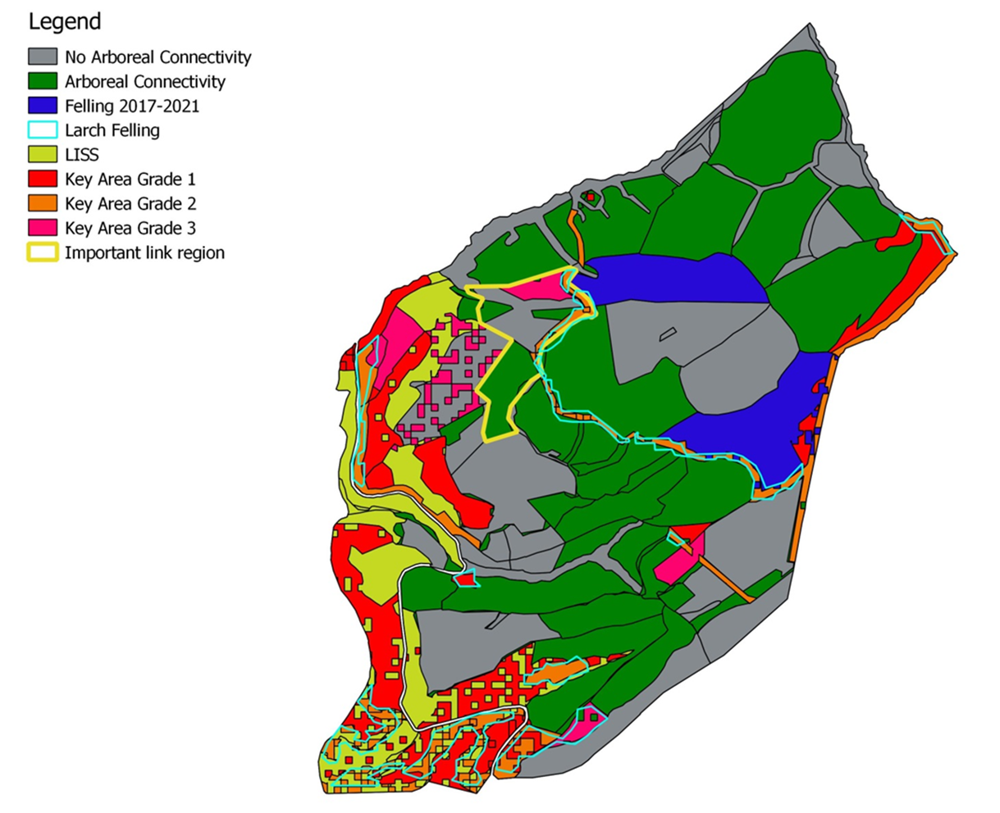 Legend
No Arboreal Connectivity
Arboreal Connectivity
Felling 2017-2021
Larch Felling
LISS
Key Area Grade 1
Key Area Grade 2
Key Area Grade 3
Important link region